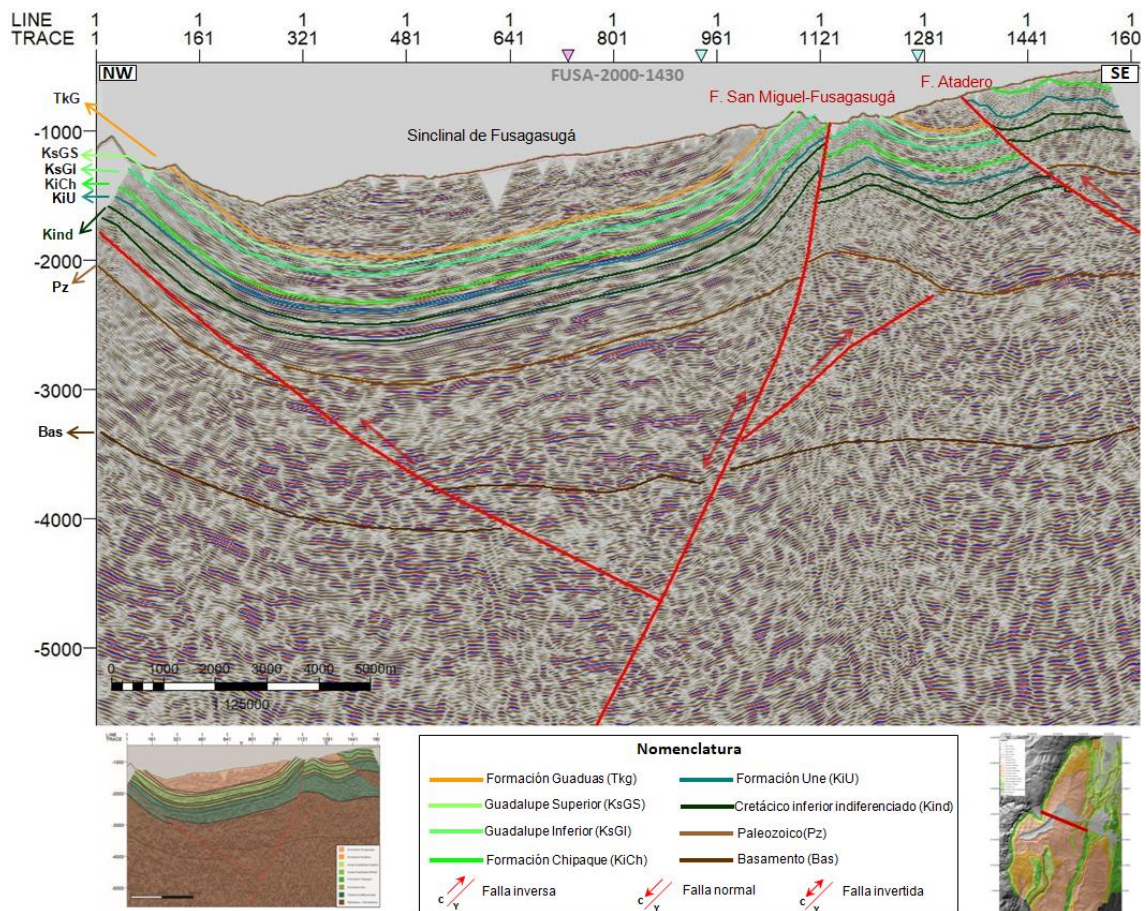 LINE 1 1 1 1 1 1 1 1 1 1 1
TRACE 1 161 321 481 641 801 961 1121 1281 1441 160
NW
FUSA-2000-1430
SE
F. Atadero
F. San Miguel-Fusagasugá
Sinclinal de Fusagasugá
TkG
-1000
KsGS
KsGI
KiCh
KiU
Kind
-2000
Pz
-3000
Bas
-4000
-5000
0 1000 2000 3000 4000 5000m
1:125000
Nomenclatura
Formación Guaduas (Tkg)
Formación Une (KiU)
Guadalupe Superior (KsGS)
Cretácico inferior indiferenciado (Kind)
Guadalupe Inferior (KsGI)
Paleozoico(Pz)
Formación Chipaque (KiCh)
Basamento (Bas)
C Y Falla inversa
C Y Falla normal
C Y Falla invertida